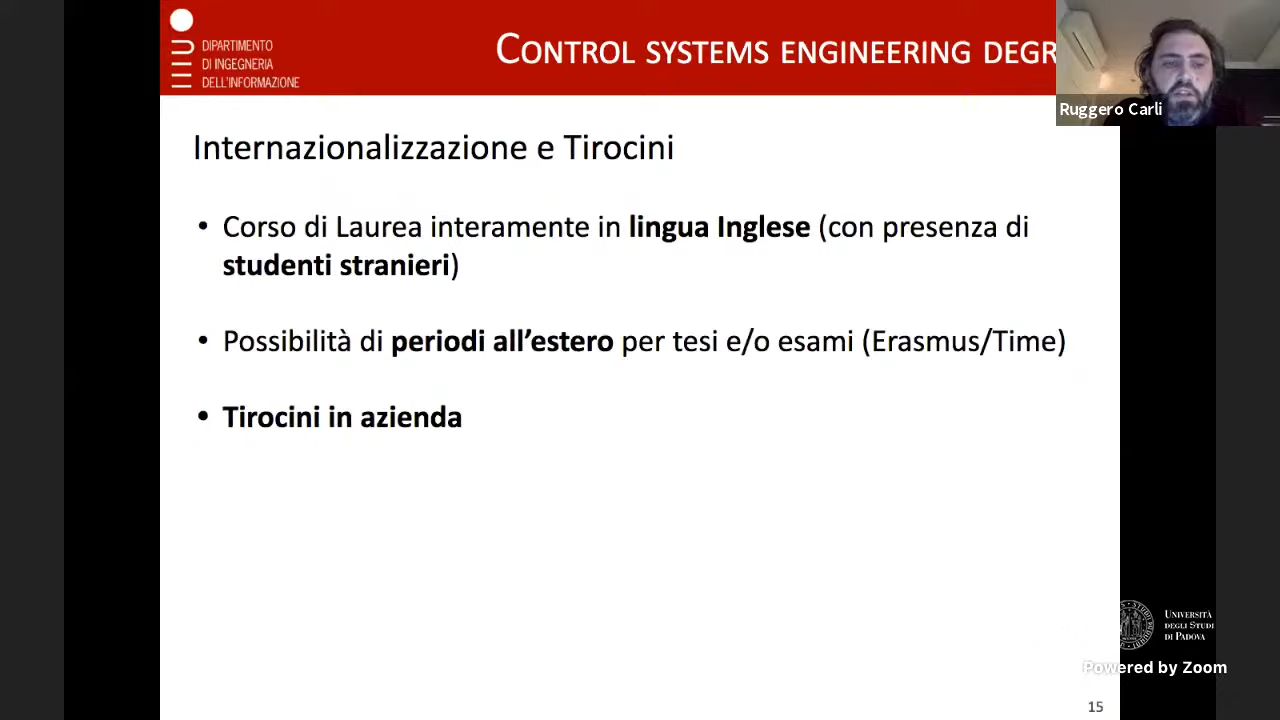 DIPARTIMENTO
DI INGEGNERIA
DELL'INFORMAZIONE
CONTROL SYSTEMS ENGINEERING DEGR
Ruggero Carli
Internazionalizzazione e Tirocini
• Corso di Laurea interamente in lingua Inglese (con presenza di
studenti stranieri)
• Possibilità di periodi all’estero per tesi e/o esami (Erasmus/Time)
• Tirocini in azienda
UNIVERSITÀ
DEGLI STUDI
DI PADOVA
Powered by Zoom
15